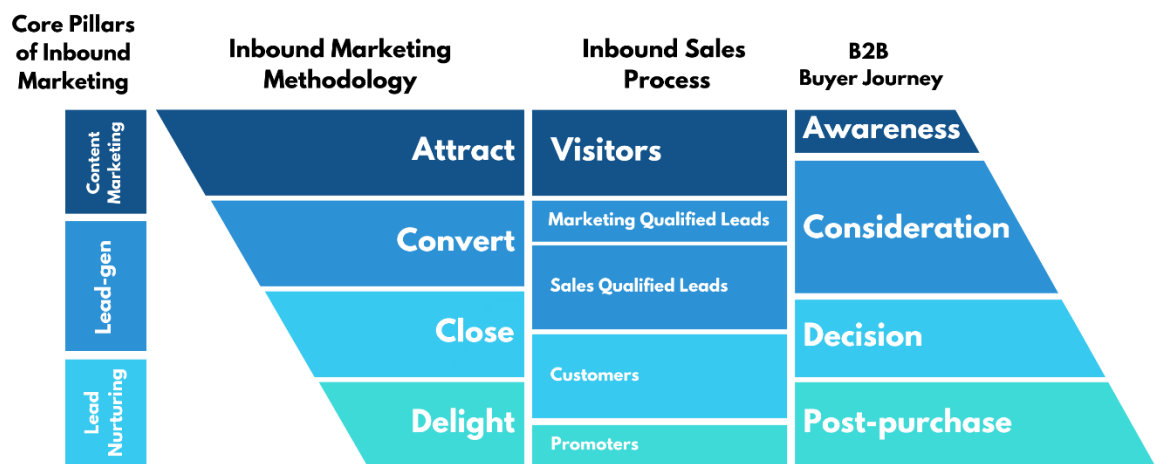 Core Pillars
of Inbound
Marketing
Inbound Marketing
Methodology
Inbound Sales
Process
B2B
Buyer Journey
Content
Marketing
Lead-gen
Lead
Nurturing
Attract
Convert
Close
Delight
Visitors
Marketing Qualified Leads
Sales Qualified Leads
Customers
Promoters
Awareness
Consideration
Decision
Post-purchase